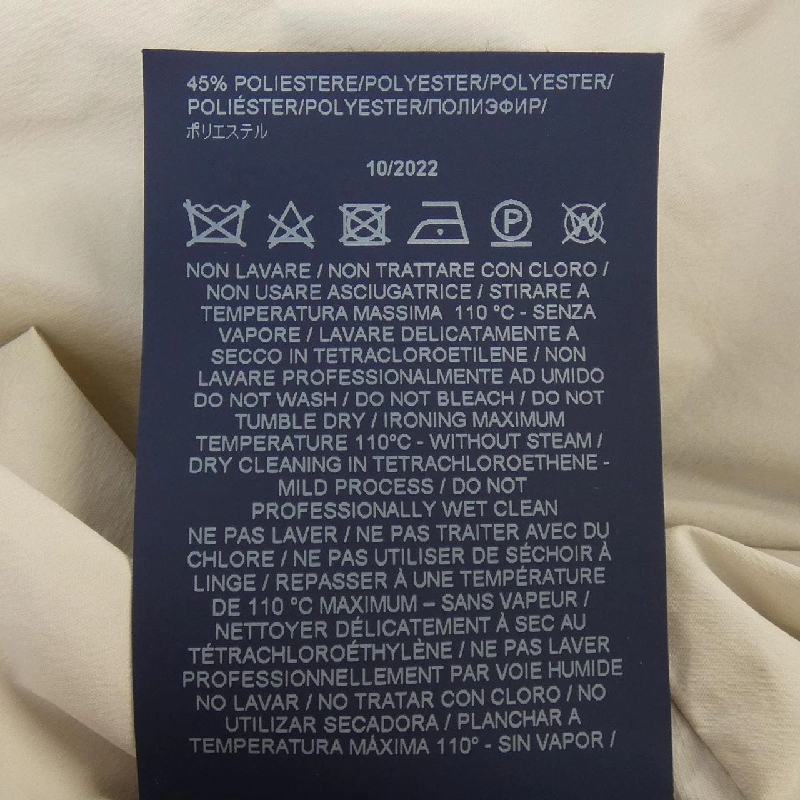 45% POLIESTERE/POLYESTER/POLYESTER/
POLIÉSTER/POLYESTER/ПОЛИЭФИР/
ポリエステル
10/2022
P W
NON LAVARE / NON TRATTARE CON CLORO /
NON USARE ASCIUGATRICE / STIRARE A
TEMPERATURA MASSIMA 110 °C - SENZA
VAPORE / LAVARE DELICATAMENTE A
SECCO IN TETRACLOROETILENE / NON
LAVARE PROFESSIONALMENTE AD UMIDO
DO NOT WASH / DO NOT BLEACH / DO NOT
TUMBLE DRY / IRONING MAXIMUM
TEMPERATURE 110°C - WITHOUT STEAM /
DRY CLEANING IN TETRACHLOROETHENE -
MILD PROCESS / DO NOT
PROFESSIONALLY WET CLEAN
NE PAS LAVER / NE PAS TRAITER AVEC DU
CHLORE / NE PAS UTILISER DE SÉCHOIR À
LINGE / REPASSER À UNE TEMPÉRATURE
DE 110 °C MAXIMUM – SANS VAPEUR /
NETTOYER DÉLICATEMENT À SEC AU
TÉTRACHLOROÉTHYLÈNE / NE PAS LAVER
PROFESSIONNELLEMENT PAR VOIE HUMIDE
NO LAVAR / NO TRATAR CON CLORO / NO
UTILIZAR SECADORA / PLANCHAR A
TEMPERATURA MÁXIMA 110° - SIN VAPOR /